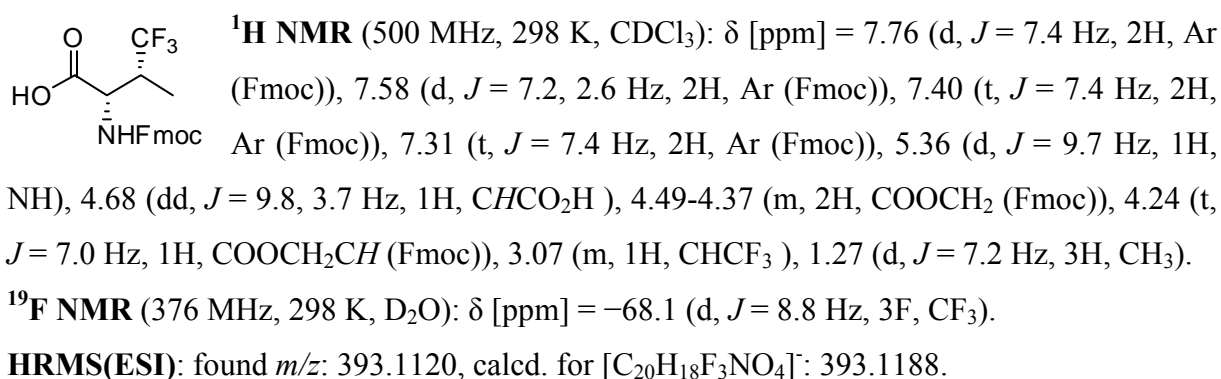 O
CF₃
HO
NHFmoc
¹H NMR (500 MHz, 298 K, CDCl₃): δ [ppm] = 7.76 (d, J = 7.4 Hz, 2H, Ar
(Fmoc)), 7.58 (d, J = 7.2, 2.6 Hz, 2H, Ar (Fmoc)), 7.40 (t, J = 7.4 Hz, 2H,
Ar (Fmoc)), 7.31 (t, J = 7.4 Hz, 2H, Ar (Fmoc)), 5.36 (d, J = 9.7 Hz, 1H,
NH), 4.68 (dd, J = 9.8, 3.7 Hz, 1H, CHCO₂H ), 4.49-4.37 (m, 2H, COOCH₂ (Fmoc)), 4.24 (t,
J = 7.0 Hz, 1H, COOCH₂CH (Fmoc)), 3.07 (m, 1H, CHCF₃ ), 1.27 (d, J = 7.2 Hz, 3H, CH₃).
¹⁹F NMR (376 MHz, 298 K, D₂O): δ [ppm] = −68.1 (d, J = 8.8 Hz, 3F, CF₃).
HRMS(ESI): found m/z: 393.1120, calcd. for [C₂₀H₁₈F₃NO₄]⁻: 393.1188.